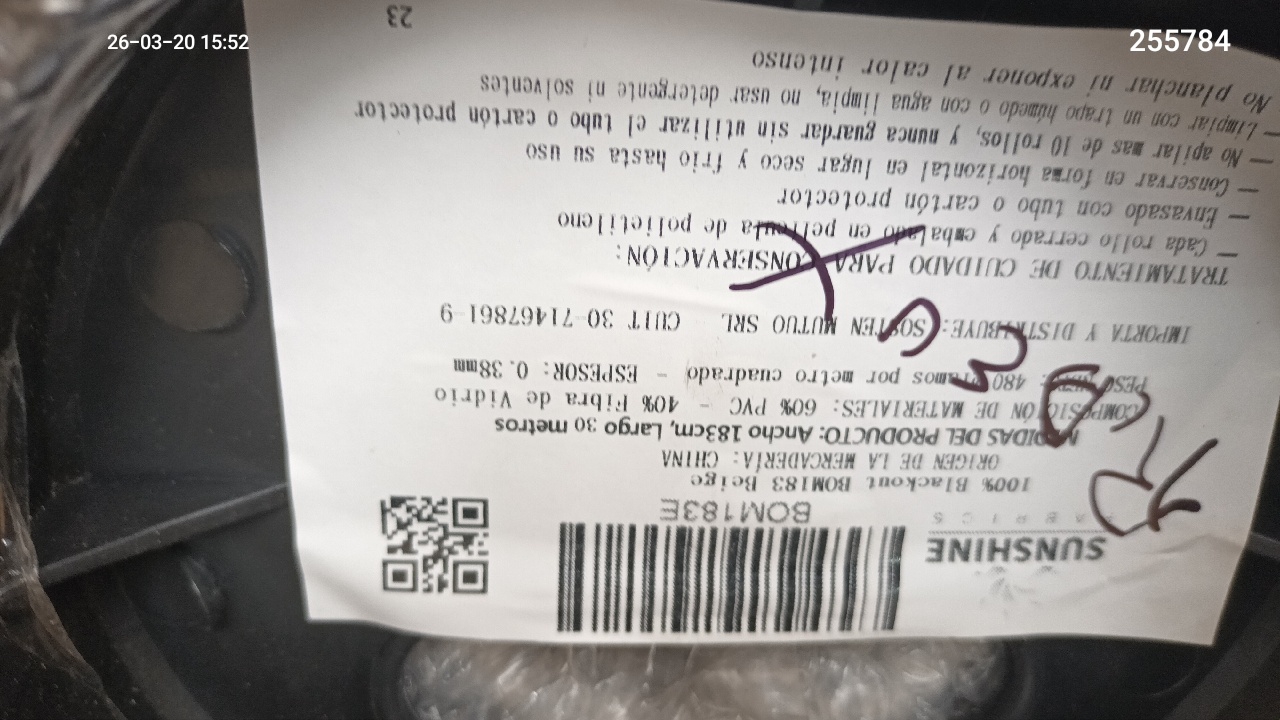 26-03-20 15:52
255784
SUNSHINE
FABRICS
BOM183E
100% Blackout BOM183 Beige
ORIGEN DE LA MERCADERÍA: CHINA
MEDIDAS DEL PRODUCTO: Ancho 183cm, Largo 30 metros
COMPOSICIÓN DE MATERIALES: 60% PVC - 40% Fibra de Vidrio
PESO 480 gramos por metro cuadrado - ESPESOR: 0.38mm
IMPORTA Y DISTRIBUYE: SOSTEN MUTUO SRL CUIT 30-71467861-9
TRATAMIENTO DE CUIDADO PARA CONSERVACIÓN:
— Cada rollo cerrado y embalado en película de polietileno
— Envasado con tubo o cartón protector
— Conservar en forma horizontal en lugar seco y frio hasta su uso
— No apilar mas de 10 rollos, y nunca guardar sin utilizar el tubo o cartón protector
— Limpiar con un trapo húmedo o con agua limpia, no usar detergente ni solventes
No planchar ni exponer al calor intenso
23